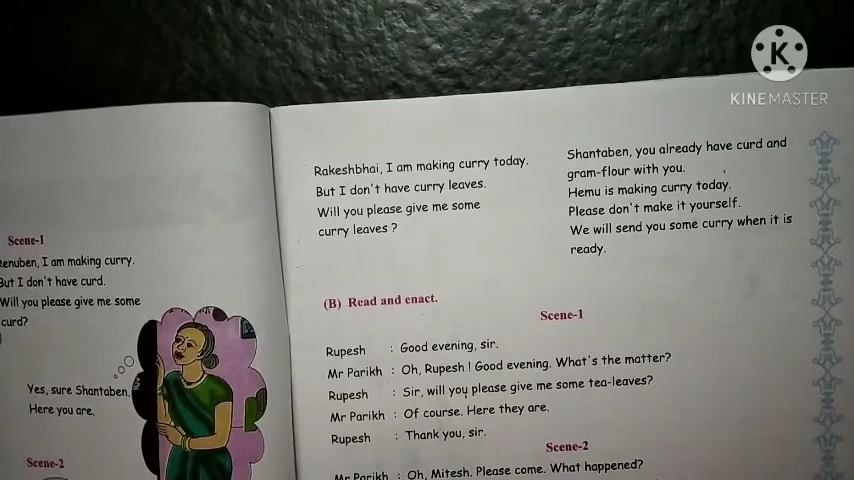 Scene-1
Renuben, I am making curry.
But I don't have curd.
Will you please give me some
curd?
Yes, sure Shantaben.
Here you are.
Scene-2
Rakeshbhai, I am making curry today.
But I don't have curry leaves.
Will you please give me some
curry leaves ?
Shantaben, you already have curd and
gram-flour with you.
Hemu is making curry today.
Please don't make it yourself.
We will send you some curry when it is
ready.
(B) Read and enact.
Scene-1
Rupesh : Good evening, sir.
Mr Parikh : Oh, Rupesh ! Good evening. What's the matter?
Rupesh : Sir, will you please give me some tea-leaves?
Mr Parikh : Of course. Here they are.
Rupesh : Thank you, sir.
Scene-2
Mr Parikh : Oh, Mitesh. Please come. What happened?
K
KINEMASTER